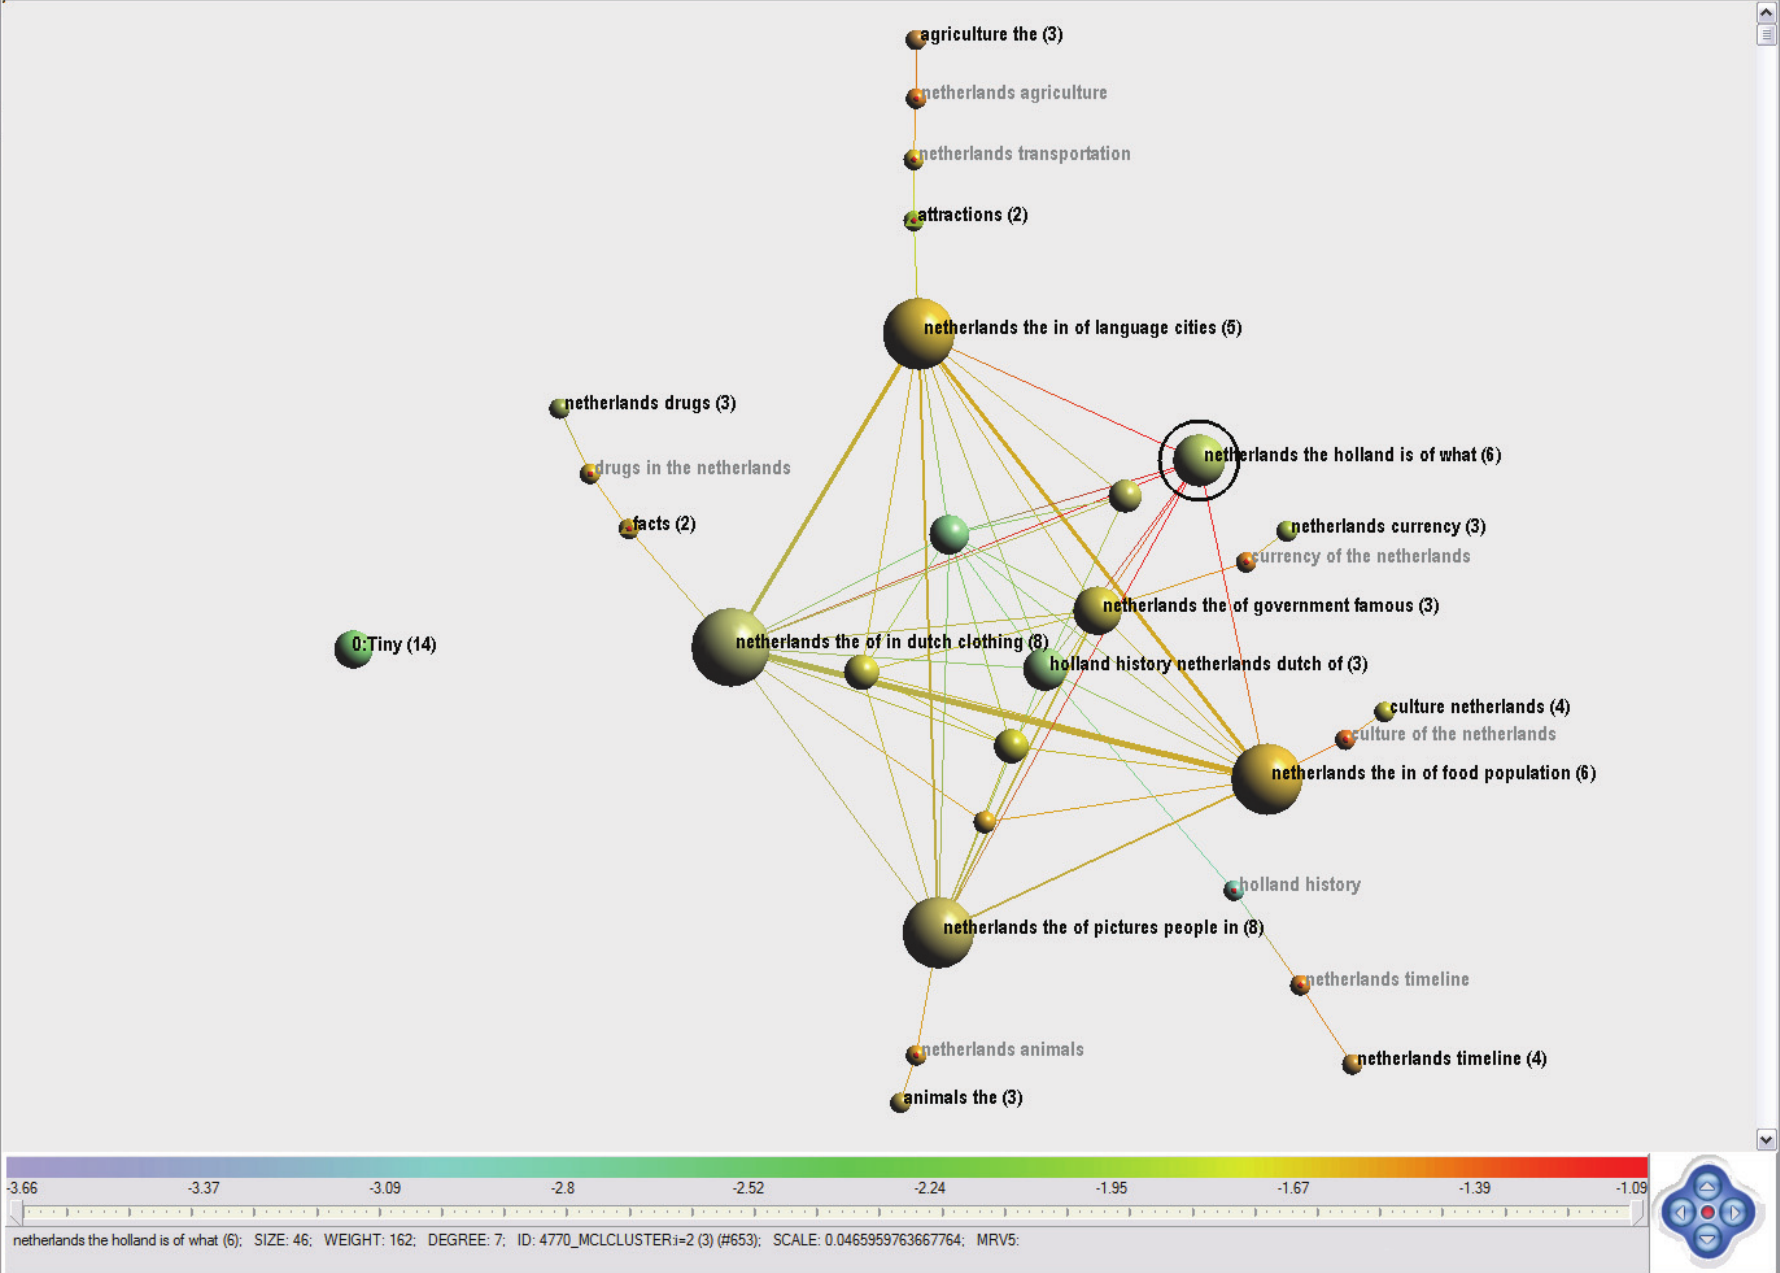 agriculture the (3)
netherlands agriculture
netherlands transportation
attractions (2)
netherlands the in of language cities (5)
netherlands drugs (3)
netherlands the holland is of what (6)
drugs in the netherlands
facts (2)
netherlands currency (3)
currency of the netherlands
netherlands the of government famous (3)
0:Tiny (14)
netherlands the of in dutch clothing (8)
holland history netherlands dutch of (3)
culture netherlands (4)
culture of the netherlands
netherlands the in of food population (6)
holland history
netherlands the of pictures people in (8)
netherlands timeline
netherlands animals
netherlands timeline (4)
animals the (3)
-3.66 -3.37 -3.09 -2.8 -2.52 -2.24 -1.95 -1.67 -1.39 -1.09
netherlands the holland is of what (6); SIZE: 46; WEIGHT: 162; DEGREE: 7; ID: 4770_MCLCLUSTER:i=2 (3) (#653); SCALE: 0.0465959763667764; MRV5: